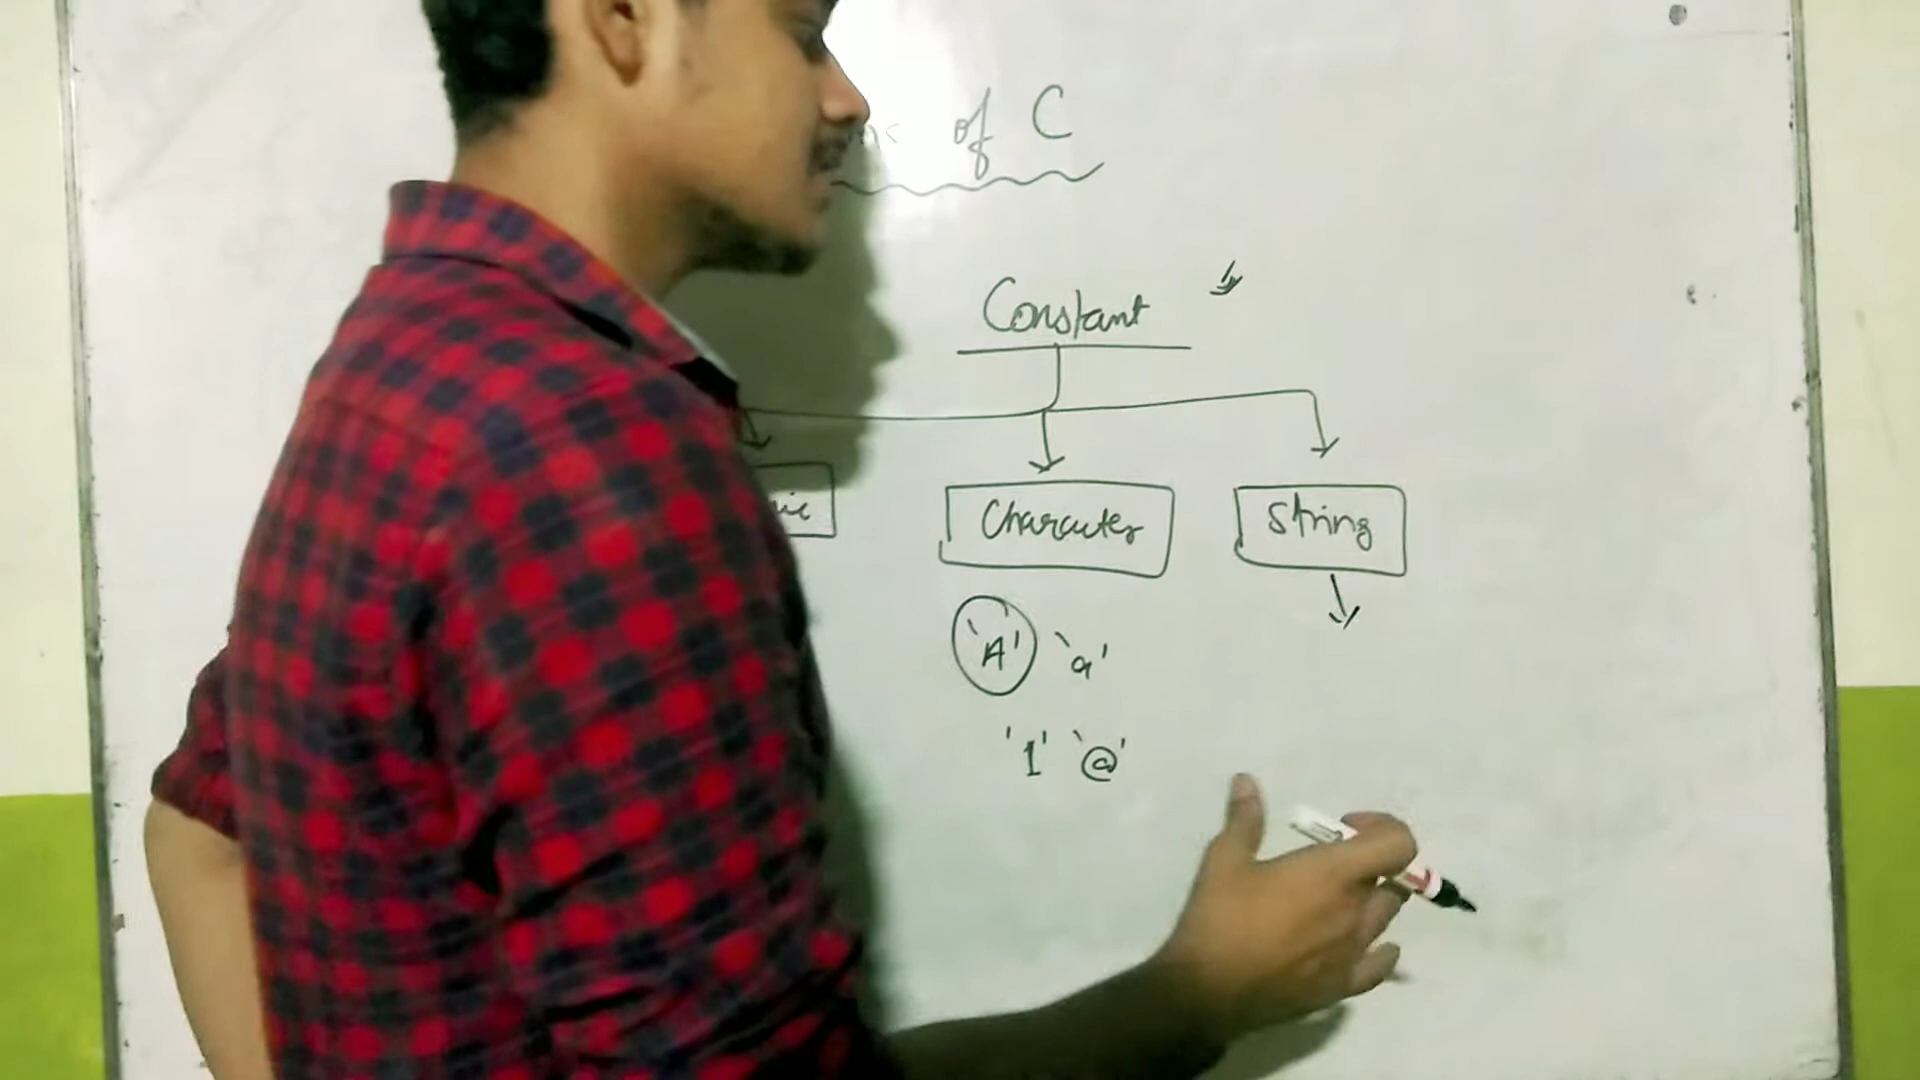 of C
Constant
Character String
'A' 'a'
'1' '@'